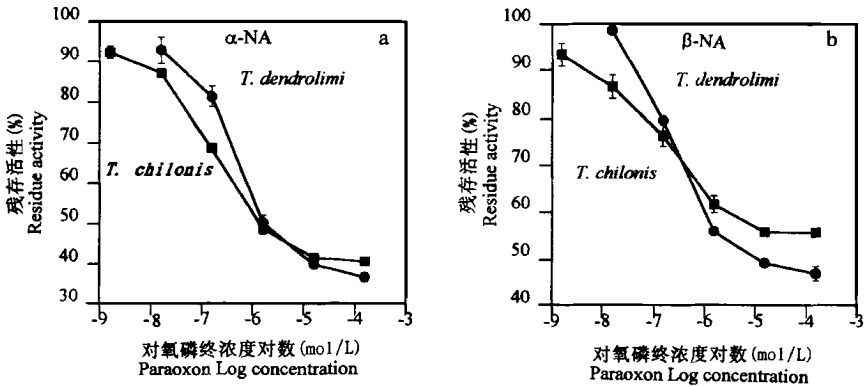 α-NA
a
T. dendrolimi
T. chilonis
残存活性(%)
Residue activity
100
90
80
70
60
50
40
30
-9
-8
-7
-6
-5
-4
-3
对氧磷终浓度对数(mol/L)
Paraoxon Log concentration
β-NA
b
T. dendrolimi
T. chilonis
残存活性(%)
Residue activity
100
90
80
70
60
50
40
-9
-8
-7
-6
-5
-4
-3
对氧磷终浓度对数(mol/L)
Paraoxon Log concentration